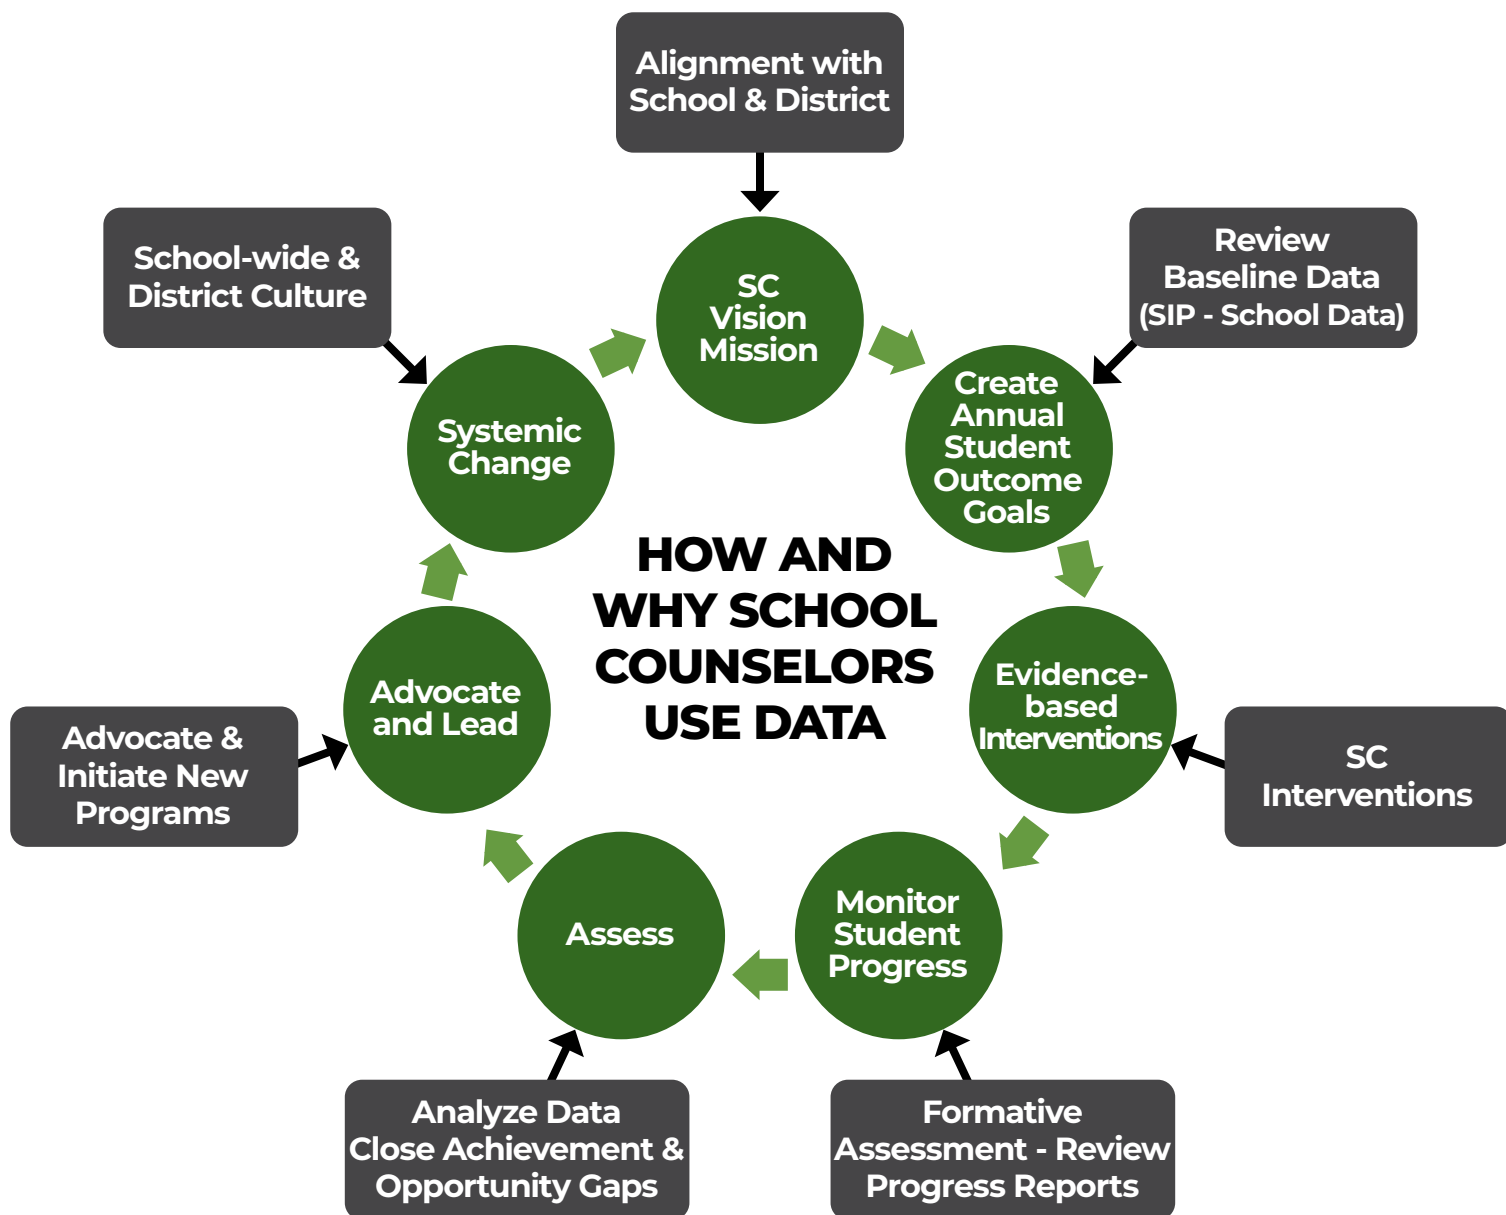 Alignment with
School & District
School-wide &
District Culture
Review
Baseline Data
(SIP - School Data)
SC
Vision
Mission
Create
Annual
Student
Outcome
Goals
Systemic
Change
HOW AND
WHY SCHOOL
COUNSELORS
USE DATA
Evidence-
based
Interventions
Advocate
and Lead
Advocate &
Initiate New
Programs
SC
Interventions
Monitor
Student
Progress
Assess
Analyze Data
Close Achievement &
Opportunity Gaps
Formative
Assessment - Review
Progress Reports